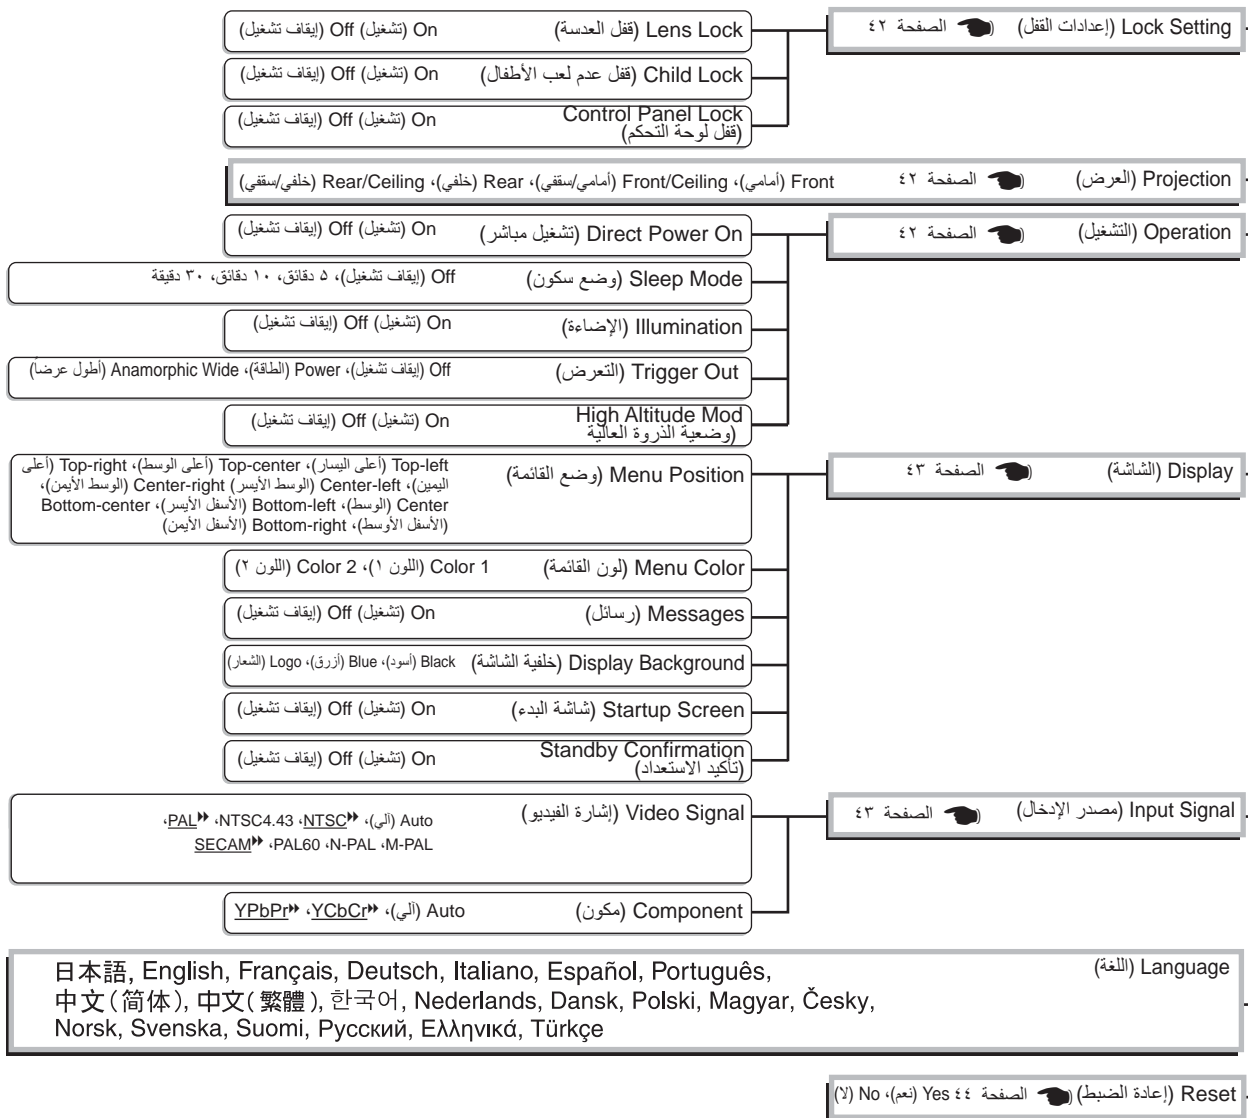 Lock Setting (إعدادات القفل) (☚ الصفحة ٤٢
Lens Lock (قفل العدسة) On (تشغيل) Off (إيقاف تشغيل)
Child Lock (قفل عدم لعب الأطفال) On (تشغيل) Off (إيقاف تشغيل)
Control Panel Lock
(قفل لوحة التحكم) On (تشغيل) Off (إيقاف تشغيل)
Projection (العرض) (☚ الصفحة ٤٢ Front (أمامي)، Front/Ceiling (أمامي/سقفي)، Rear (خلفي)، Rear/Ceiling (خلفي/سقفي)
Operation (التشغيل) (☚ الصفحة ٤٢
Direct Power On (تشغيل مباشر) On (تشغيل) Off (إيقاف تشغيل)
Sleep Mode (وضع سكون) Off (إيقاف تشغيل)، ٥ دقائق، ١٠ دقائق، ٣٠ دقيقة
Illumination (الإضاءة) On (تشغيل) Off (إيقاف تشغيل)
Trigger Out (التعرض) Off (إيقاف تشغيل)، Power (الطاقة)، Anamorphic Wide (أطول عرضاً)
High Altitude Mod
(وضعية الذروة العالية On (تشغيل) Off (إيقاف تشغيل)
Display (الشاشة) (☚ الصفحة ٤٣
Menu Position (وضع القائمة)
Top-left (أعلى اليسار)، Top-center (أعلى الوسط)، Top-right (أعلى
اليمين)، Center-left (الوسط الأيسر) Center-right (الوسط الأيمن)،
Center (الوسط)، Bottom-left (الأسفل الأيسر)، Bottom-center
(الأسفل الأوسط)، Bottom-right (الأسفل الأيمن)
Menu Color (لون القائمة) Color 1 (اللون ١)، Color 2 (اللون ٢)
Messages (رسائل) On (تشغيل) Off (إيقاف تشغيل)
Display Background (خلفية الشاشة) Black (أسود)، Blue (أزرق)، Logo (الشعار)
Startup Screen (شاشة البدء) On (تشغيل) Off (إيقاف تشغيل)
Standby Confirmation
(تأكيد الاستعداد) On (تشغيل) Off (إيقاف تشغيل)
Input Signal (مصدر الإدخال) (☚ الصفحة ٤٣
Video Signal (إشارة الفيديو)
Auto (آلي)، NTSC، NTSC4.43، PAL،
M-PAL، N-PAL، PAL60، SECAM
Component (مكون) Auto (آلي)، YCbCr، YPbPr
Language (اللغة)
日本語, English, Français, Deutsch, Italiano, Español, Português,
中文(简体), 中文(繁體), 한국어, Nederlands, Dansk, Polski, Magyar, Česky,
Norsk, Svenska, Suomi, Русский, Ελληνικά, Türkçe
Reset (إعادة الضبط) (☚ الصفحة ٤٤ Yes (نعم)، No (لا)